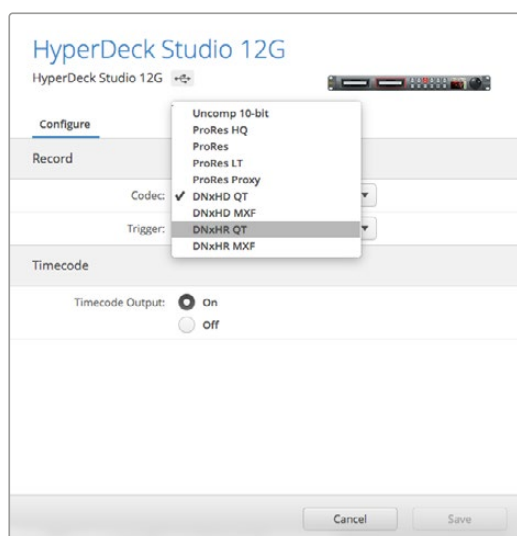 HyperDeck Studio 12G
HyperDeck Studio 12G
Configure
Record
Uncomp 10-bit
ProRes HQ
ProRes
ProRes LT
ProRes Proxy
Codec: ✔ DNxHD QT
DNxHD MXF
Trigger: DNxHR QT
DNxHR MXF
Timecode
Timecode Output: On
Off
Cancel Save